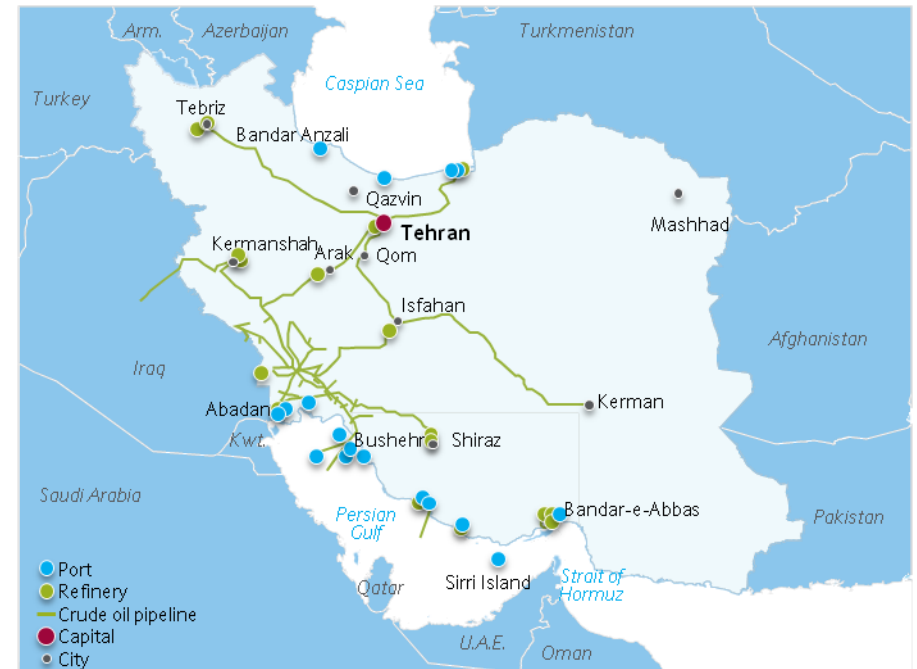 Arm.
Azerbaijan
Turkmenistan
Caspian Sea
Turkey
Tebriz
Bandar Anzali
Qazvin
Mashhad
Tehran
Kermanshah
Arak
Qom
Isfahan
Afghanistan
Iraq
Kerman
Abadan
Kwt.
Bushehr
Shiraz
Saudi Arabia
Persian
Gulf
Bandar-e-Abbas
Pakistan
Port
Refinery
Crude oil pipeline
Capital
City
Qatar
Sirri Island
Strait of
Hormuz
U.A.E.
Oman